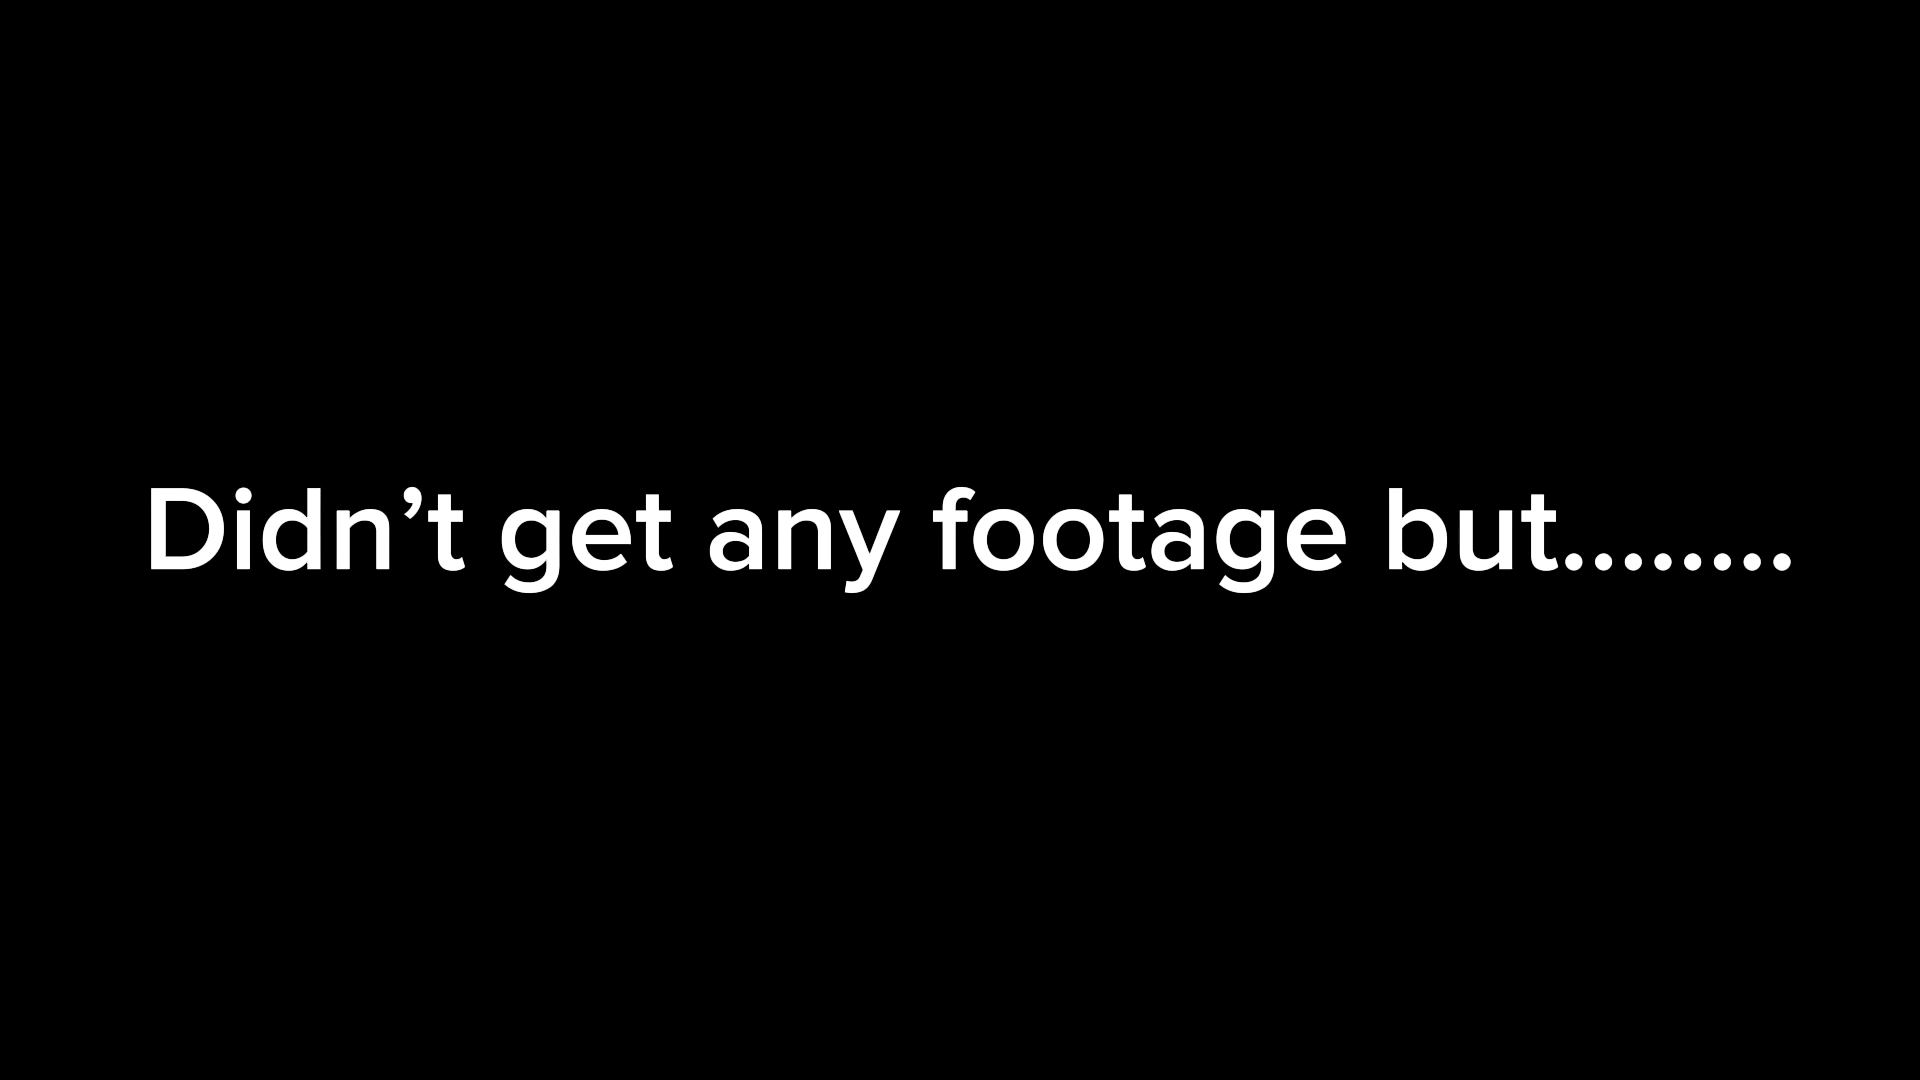 Didn’t get any footage but........